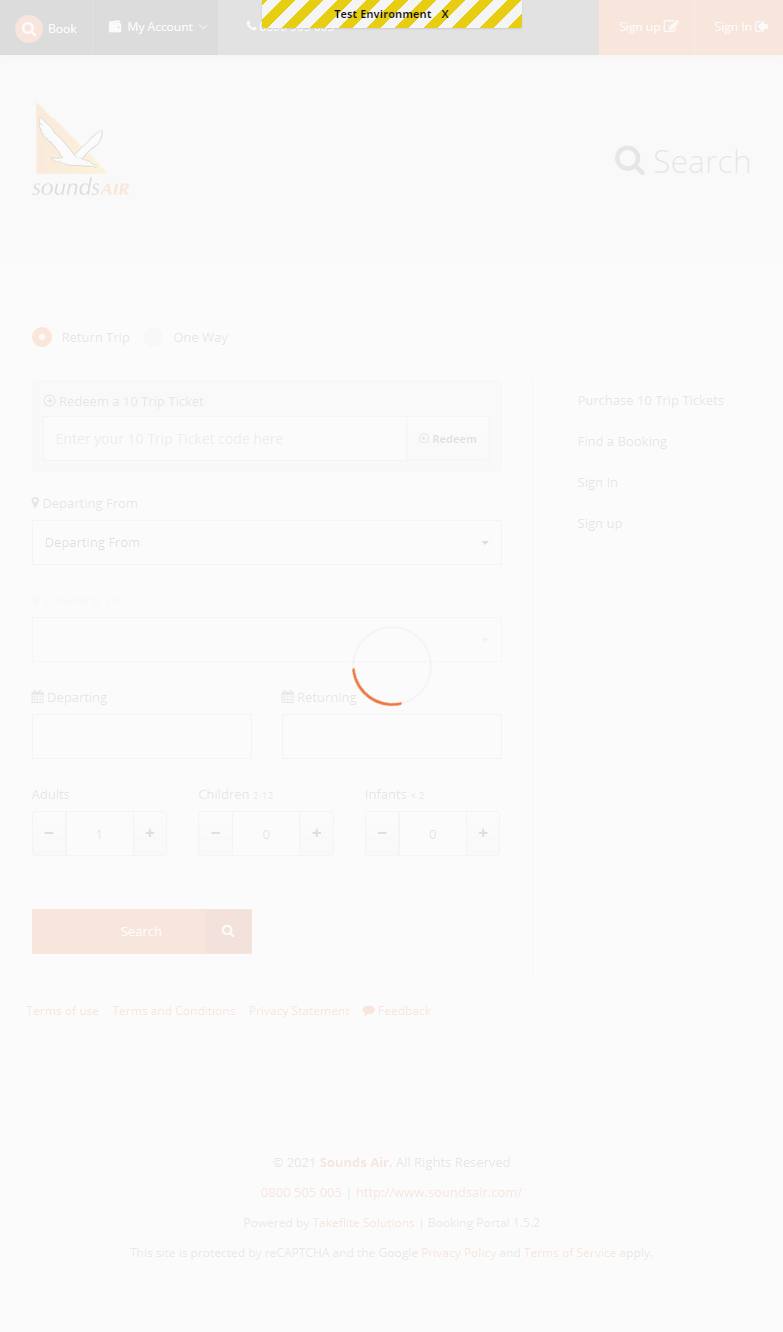 Test Environment X
Book
My Account
Sign up
Sign In
soundsAIR
Search
Return Trip
One Way
Redeem a 10 Trip Ticket
Enter your 10 Trip Ticket code here
Redeem
Purchase 10 Trip Tickets
Find a Booking
Sign In
Sign up
Departing From
Departing From
Departing
Returning
Adults
Children 2-12
Infants < 2
1
0
0
Search
Terms of use
Terms and Conditions
Privacy Statement
Feedback
© 2021 Sounds Air. All Rights Reserved
0800 505 005 | http://www.soundsair.com/
Powered by Takeflite Solutions | Booking Portal 1.5.2
This site is protected by reCAPTCHA and the Google Privacy Policy and Terms of Service apply.